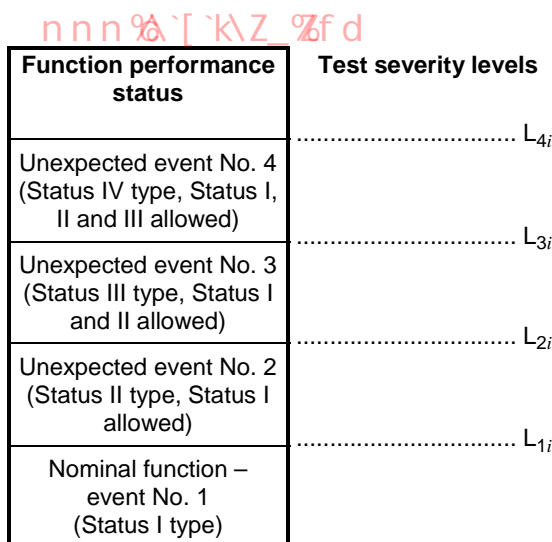 Function performance status Test severity levels
.............................. L4i
Unexpected event No. 4
(Status IV type, Status I,
II and III allowed)
.............................. L3i
Unexpected event No. 3
(Status III type, Status I
and II allowed)
.............................. L2i
Unexpected event No. 2
(Status II type, Status I
allowed)
.............................. L1i
Nominal function –
event No. 1
(Status I type)